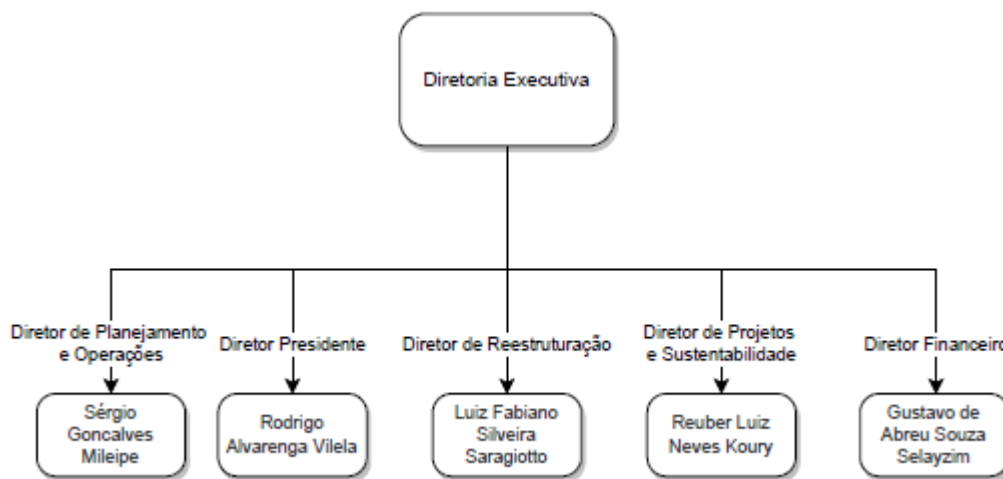 Diretoria Executiva
Diretor de Planejamento
e Operações
Diretor Presidente
Diretor de Reestruturação
Diretor de Projetos
e Sustentabilidade
Diretor Financeiro
Sérgio
Goncalves
Mileipe
Rodrigo
Alvarenga Vilela
Luiz Fabiano
Silveira
Saragiotto
Reuber Luiz
Neves Koury
Gustavo de
Abreu Souza
Selayzim